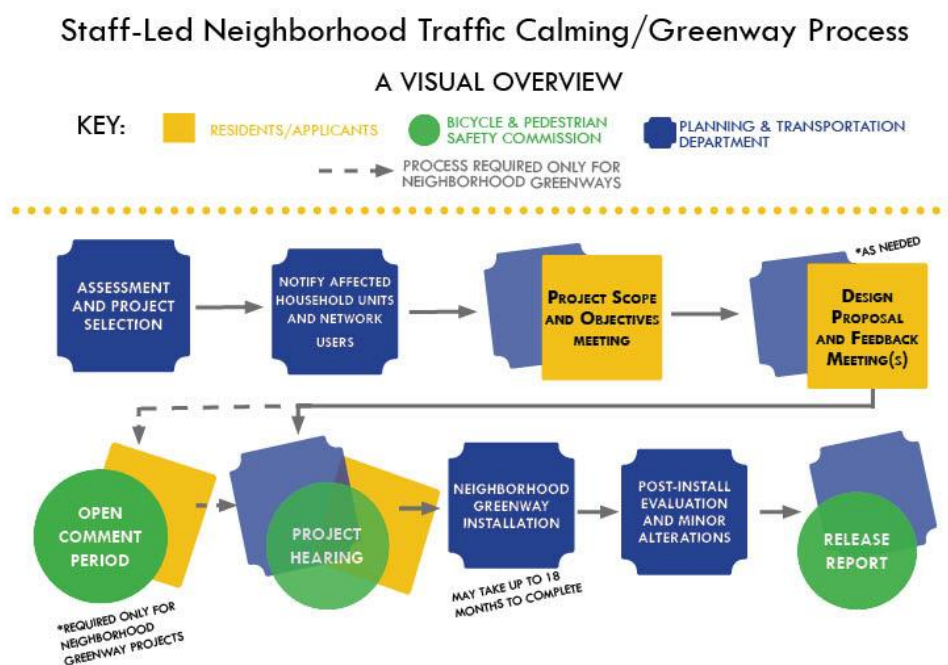 Staff-Led Neighborhood Traffic Calming/Greenway Process
A VISUAL OVERVIEW
KEY:
RESIDENTS/APPLICANTS
BICYCLE & PEDESTRIAN
SAFETY COMMISSION
PLANNING & TRANSPORTATION
DEPARTMENT
PROCESS REQUIRED ONLY FOR
NEIGHBORHOOD GREENWAYS
ASSESSMENT
AND PROJECT
SELECTION
NOTIFY AFFECTED
HOUSEHOLD UNITS
AND NETWORK
USERS
PROJECT SCOPE
AND OBJECTIVES
MEETING
*AS NEEDED
DESIGN
PROPOSAL
AND FEEDBACK
MEETING(S)
OPEN
COMMENT
PERIOD
*REQUIRED ONLY FOR
NEIGHBORHOOD
GREENWAY PROJECTS
PROJECT
HEARING
NEIGHBORHOOD
GREENWAY
INSTALLATION
MAY TAKE UP TO 18
MONTHS TO COMPLETE
POST-INSTALL
EVALUATION
AND MINOR
ALTERATIONS
RELEASE
REPORT